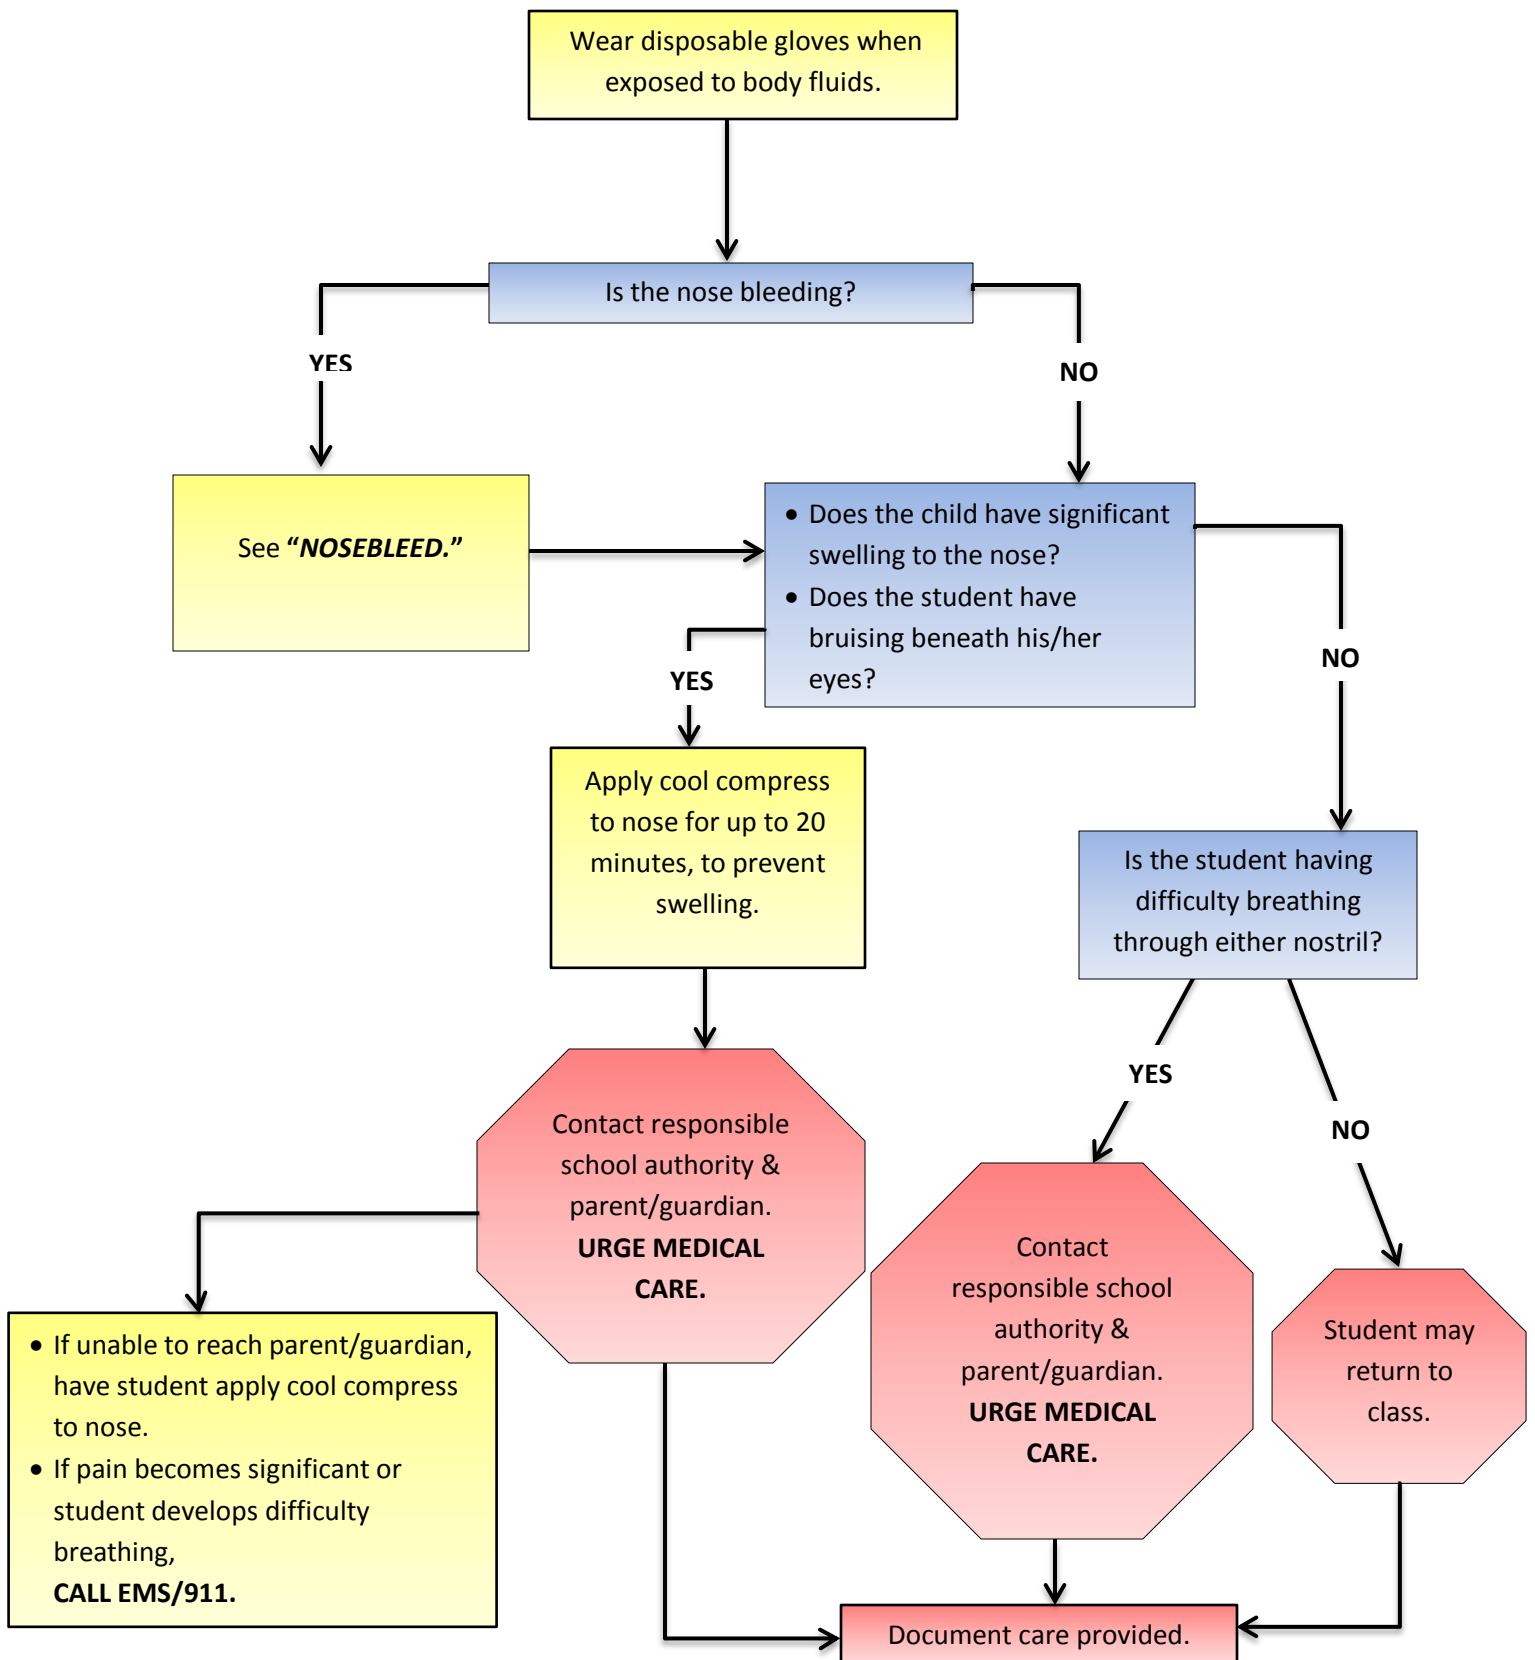 Wear disposable gloves when
exposed to body fluids.
Is the nose bleeding?
YES
NO
See “NOSEBLEED.”
• Does the child have significant
swelling to the nose?
• Does the student have
bruising beneath his/her
eyes?
YES
NO
Apply cool compress
to nose for up to 20
minutes, to prevent
swelling.
Is the student having
difficulty breathing
through either nostril?
YES
NO
Contact responsible
school authority &
parent/guardian.
URGE MEDICAL
CARE.
Contact
responsible school
authority &
parent/guardian.
URGE MEDICAL
CARE.
Student may
return to
class.
• If unable to reach parent/guardian,
have student apply cool compress
to nose.
• If pain becomes significant or
student develops difficulty
breathing,
CALL EMS/911.
Document care provided.